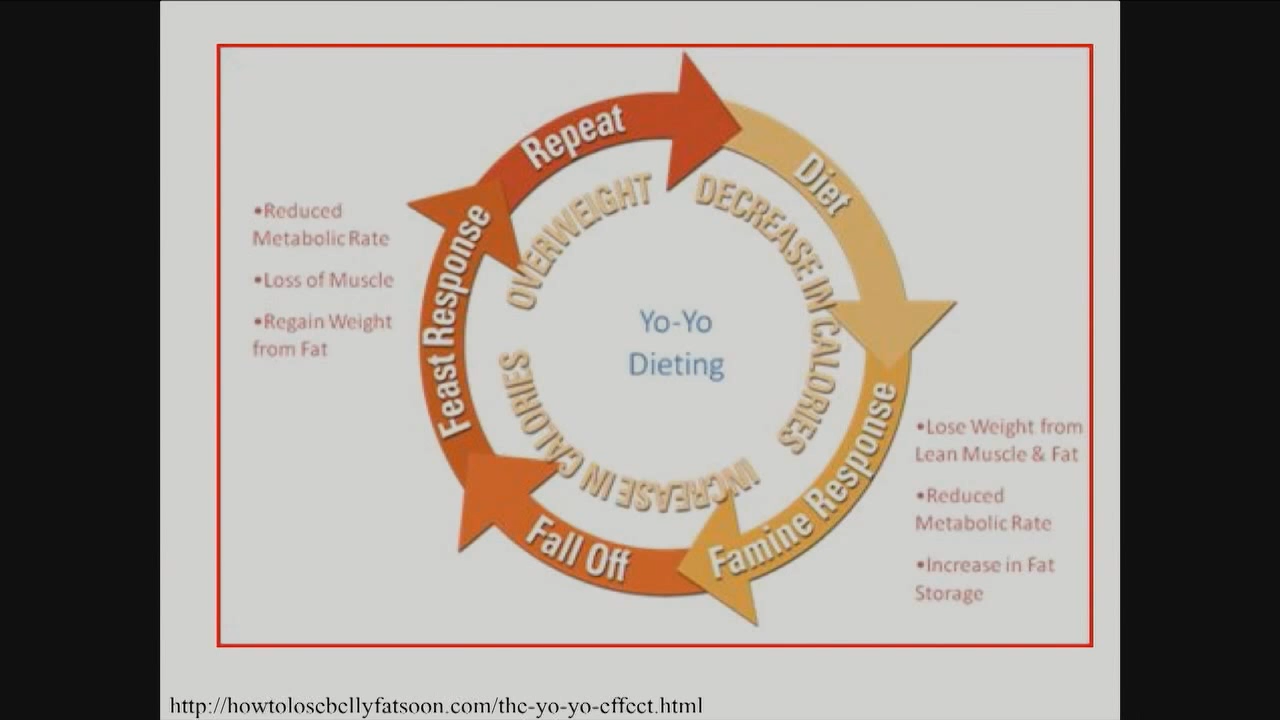 Repeat
Diet
Famine Response
Fall Off
Feast Response
OVERWEIGHT
DECREASE IN CALORIES
INCREASE IN CALORIES
Yo-Yo
Dieting
•Reduced
Metabolic Rate
•Loss of Muscle
•Regain Weight
from Fat
•Lose Weight from
Lean Muscle & Fat
•Reduced
Metabolic Rate
•Increase in Fat
Storage
http://howtolosebellyfatsoon.com/the-yo-yo-effect.html